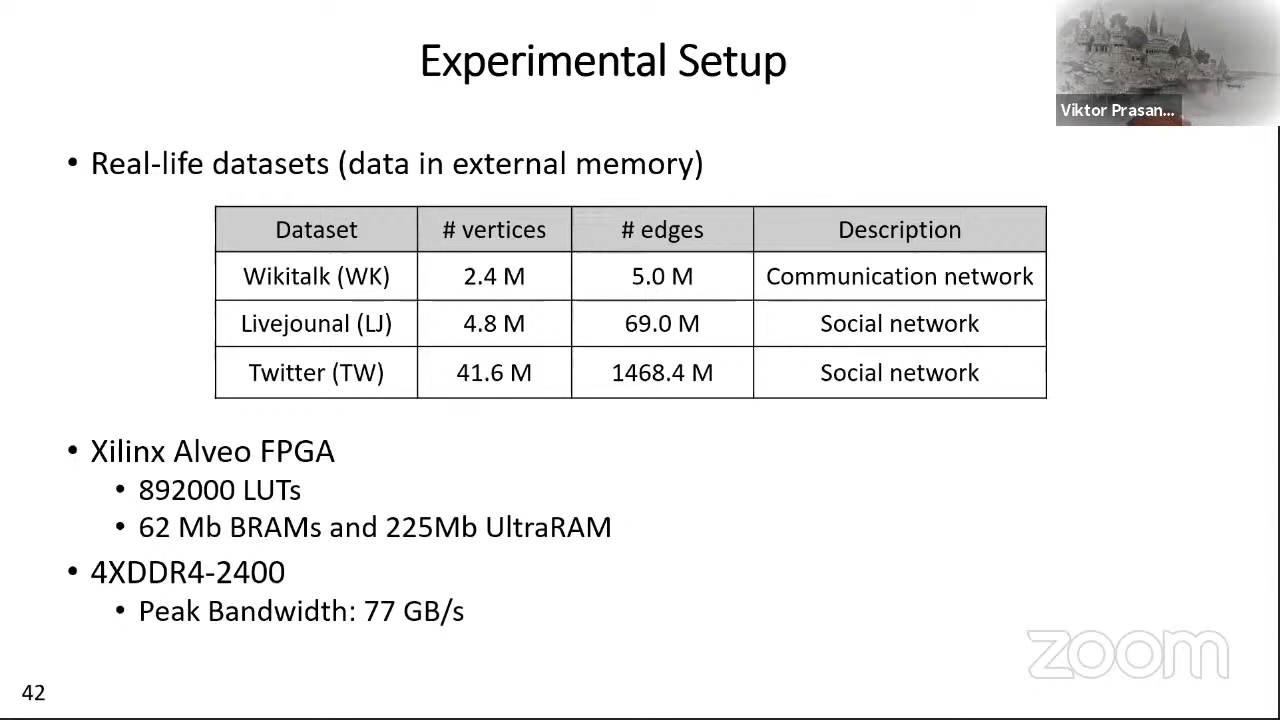 Experimental Setup
Viktor Prasan...
• Real-life datasets (data in external memory)
Dataset # vertices # edges Description
Wikitalk (WK) 2.4 M 5.0 M Communication network
Livejounal (LJ) 4.8 M 69.0 M Social network
Twitter (TW) 41.6 M 1468.4 M Social network
• Xilinx Alveo FPGA
• 892000 LUTs
• 62 Mb BRAMs and 225Mb UltraRAM
• 4XDDR4-2400
• Peak Bandwidth: 77 GB/s
zoom
42